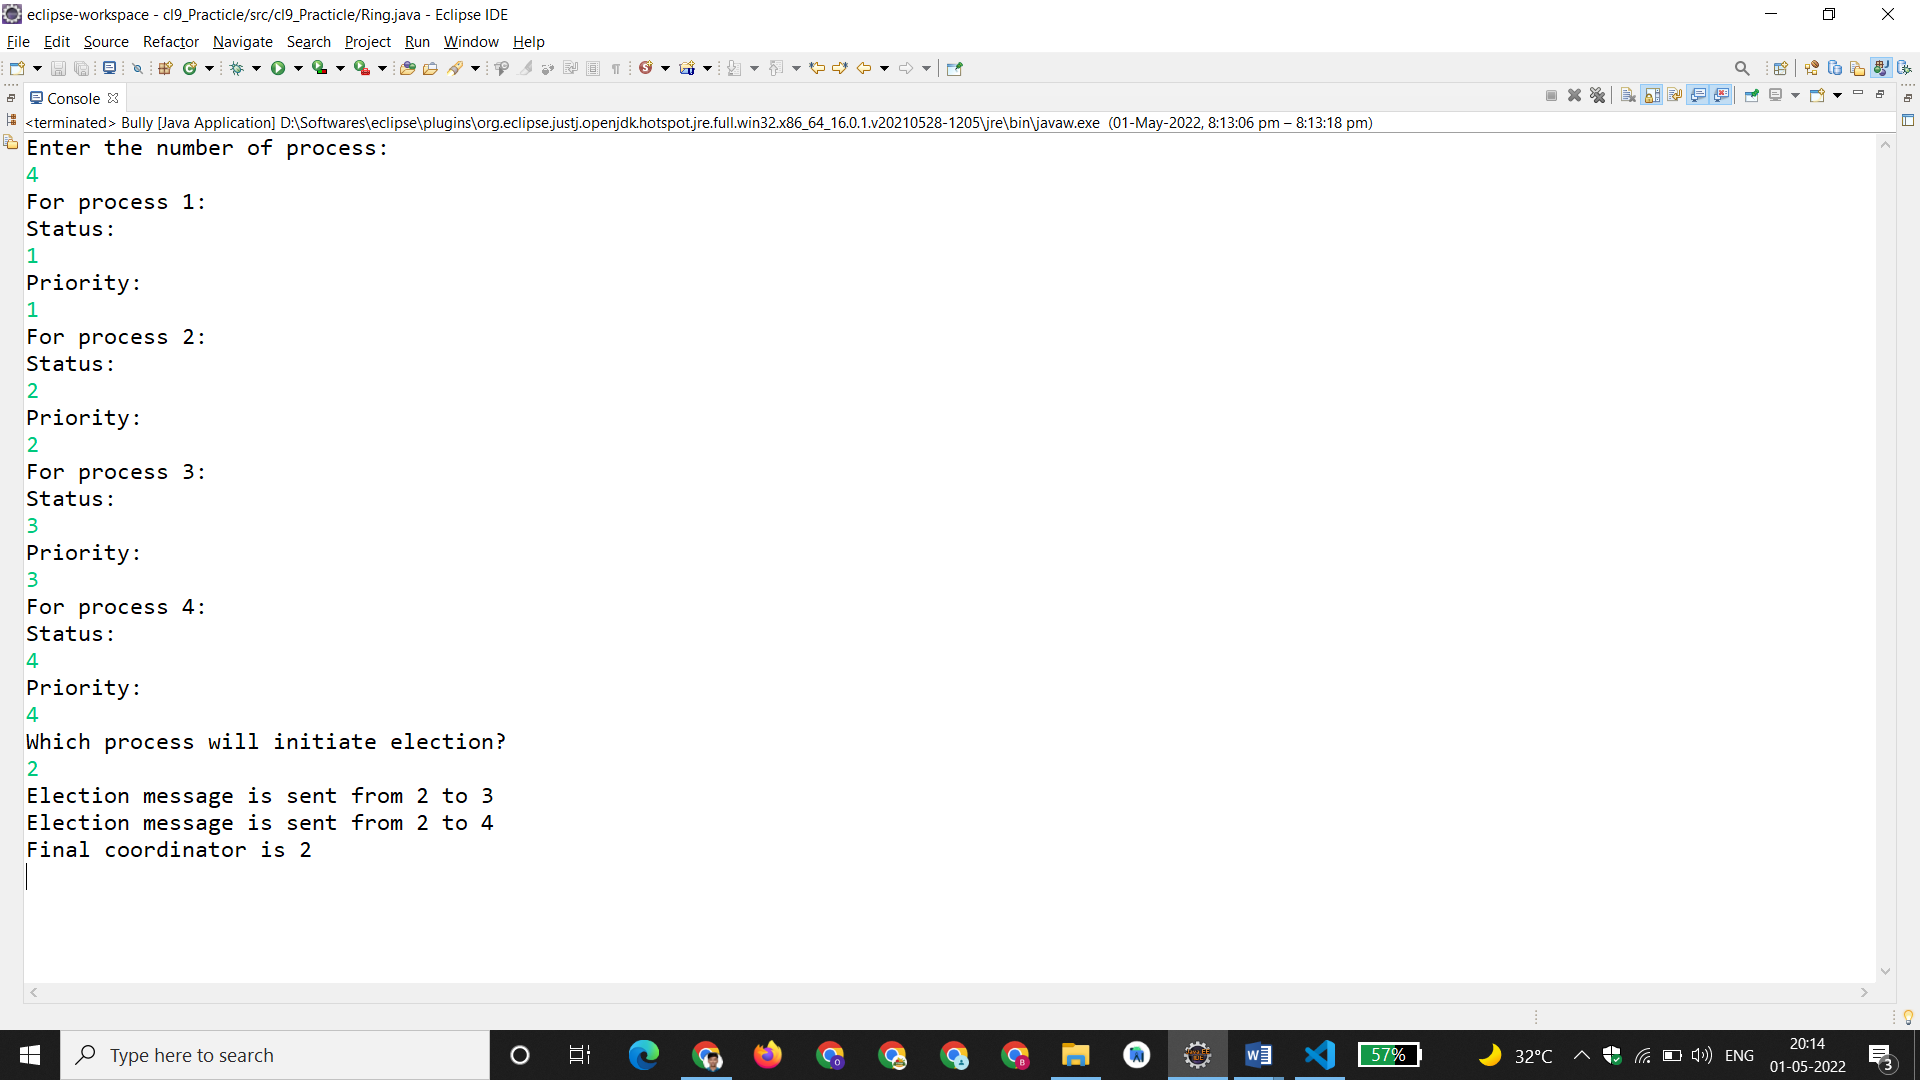 eclipse-workspace - cl9_Practicle/src/cl9_Practicle/Ring.java - Eclipse IDE
File Edit Source Refactor Navigate Search Project Run Window Help
Console
<terminated> Bully [Java Application] D:\Softwares\eclipse\plugins\org.eclipse.justj.openjdk.hotspot.jre.full.win32.x86_64_16.0.1.v20210528-1205\jre\bin\javaw.exe (01-May-2022, 8:13:06 pm – 8:13:18 pm)
Enter the number of process:
4
For process 1:
Status:
1
Priority:
1
For process 2:
Status:
2
Priority:
2
For process 3:
Status:
3
Priority:
3
For process 4:
Status:
4
Priority:
4
Which process will initiate election?
2
Election message is sent from 2 to 3
Election message is sent from 2 to 4
Final coordinator is 2
Type here to search
57%
32°C
ENG
20:14
01-05-2022
3